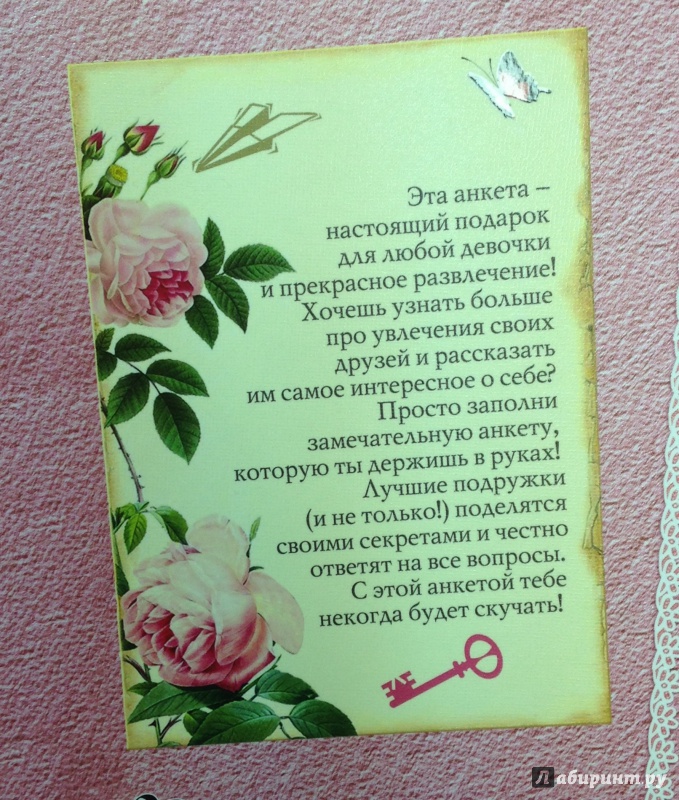 Эта анкета –
настоящий подарок
для любой девочки
и прекрасное развлечение!
Хочешь узнать больше
про увлечения своих
друзей и рассказать
им самое интересное о себе?
Просто заполни
замечательную анкету,
которую ты держишь в руках!
Лучшие подружки
(и не только!) поделятся
своими секретами и честно
ответят на все вопросы.
С этой анкетой тебе
некогда будет скучать!
Лабиринт.ру